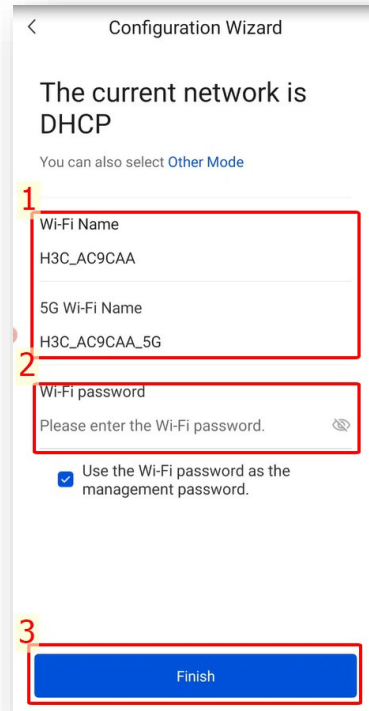 Configuration Wizard
The current network is
DHCP
You can also select Other Mode
1
Wi-Fi Name
H3C_AC9CAA
5G Wi-Fi Name
H3C_AC9CAA_5G
2
Wi-Fi password
Please enter the Wi-Fi password.
Use the Wi-Fi password as the
management password.
3
Finish